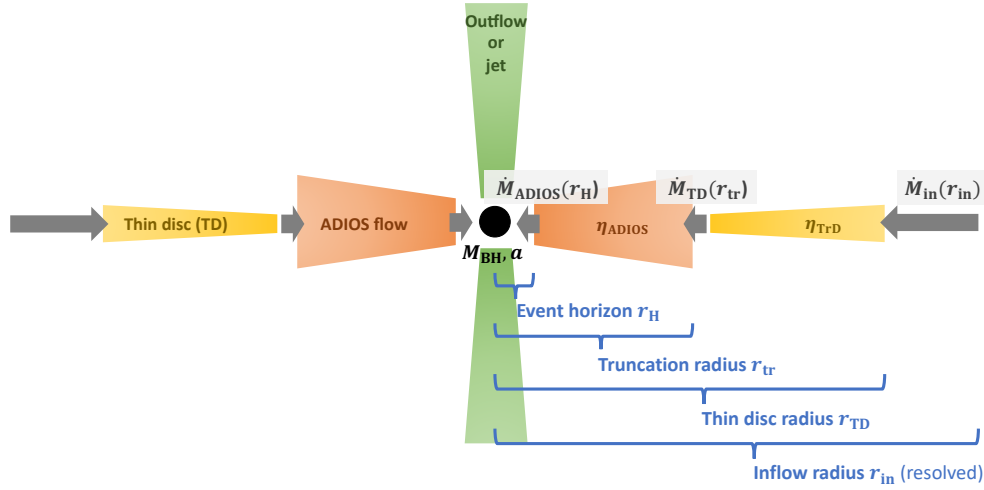 Outflow
or
jet
Ṁ_ADIOS(r_H)
Ṁ_TD(r_tr)
Ṁ_in(r_in)
Thin disc (TD)
ADIOS flow
η_ADIOS
η_TrD
M_BH, a
Event horizon r_H
Truncation radius r_tr
Thin disc radius r_TD
Inflow radius r_in (resolved)